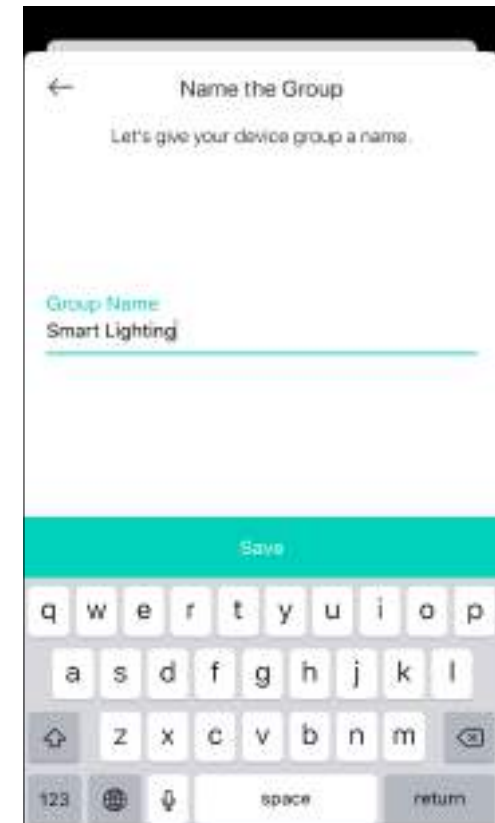 Name the Group
Let's give your device group a name.
Group Name
Smart Lighting
Save
q w e r t y u i o p
a s d f g h j k l
z x c v b n m
123 space return